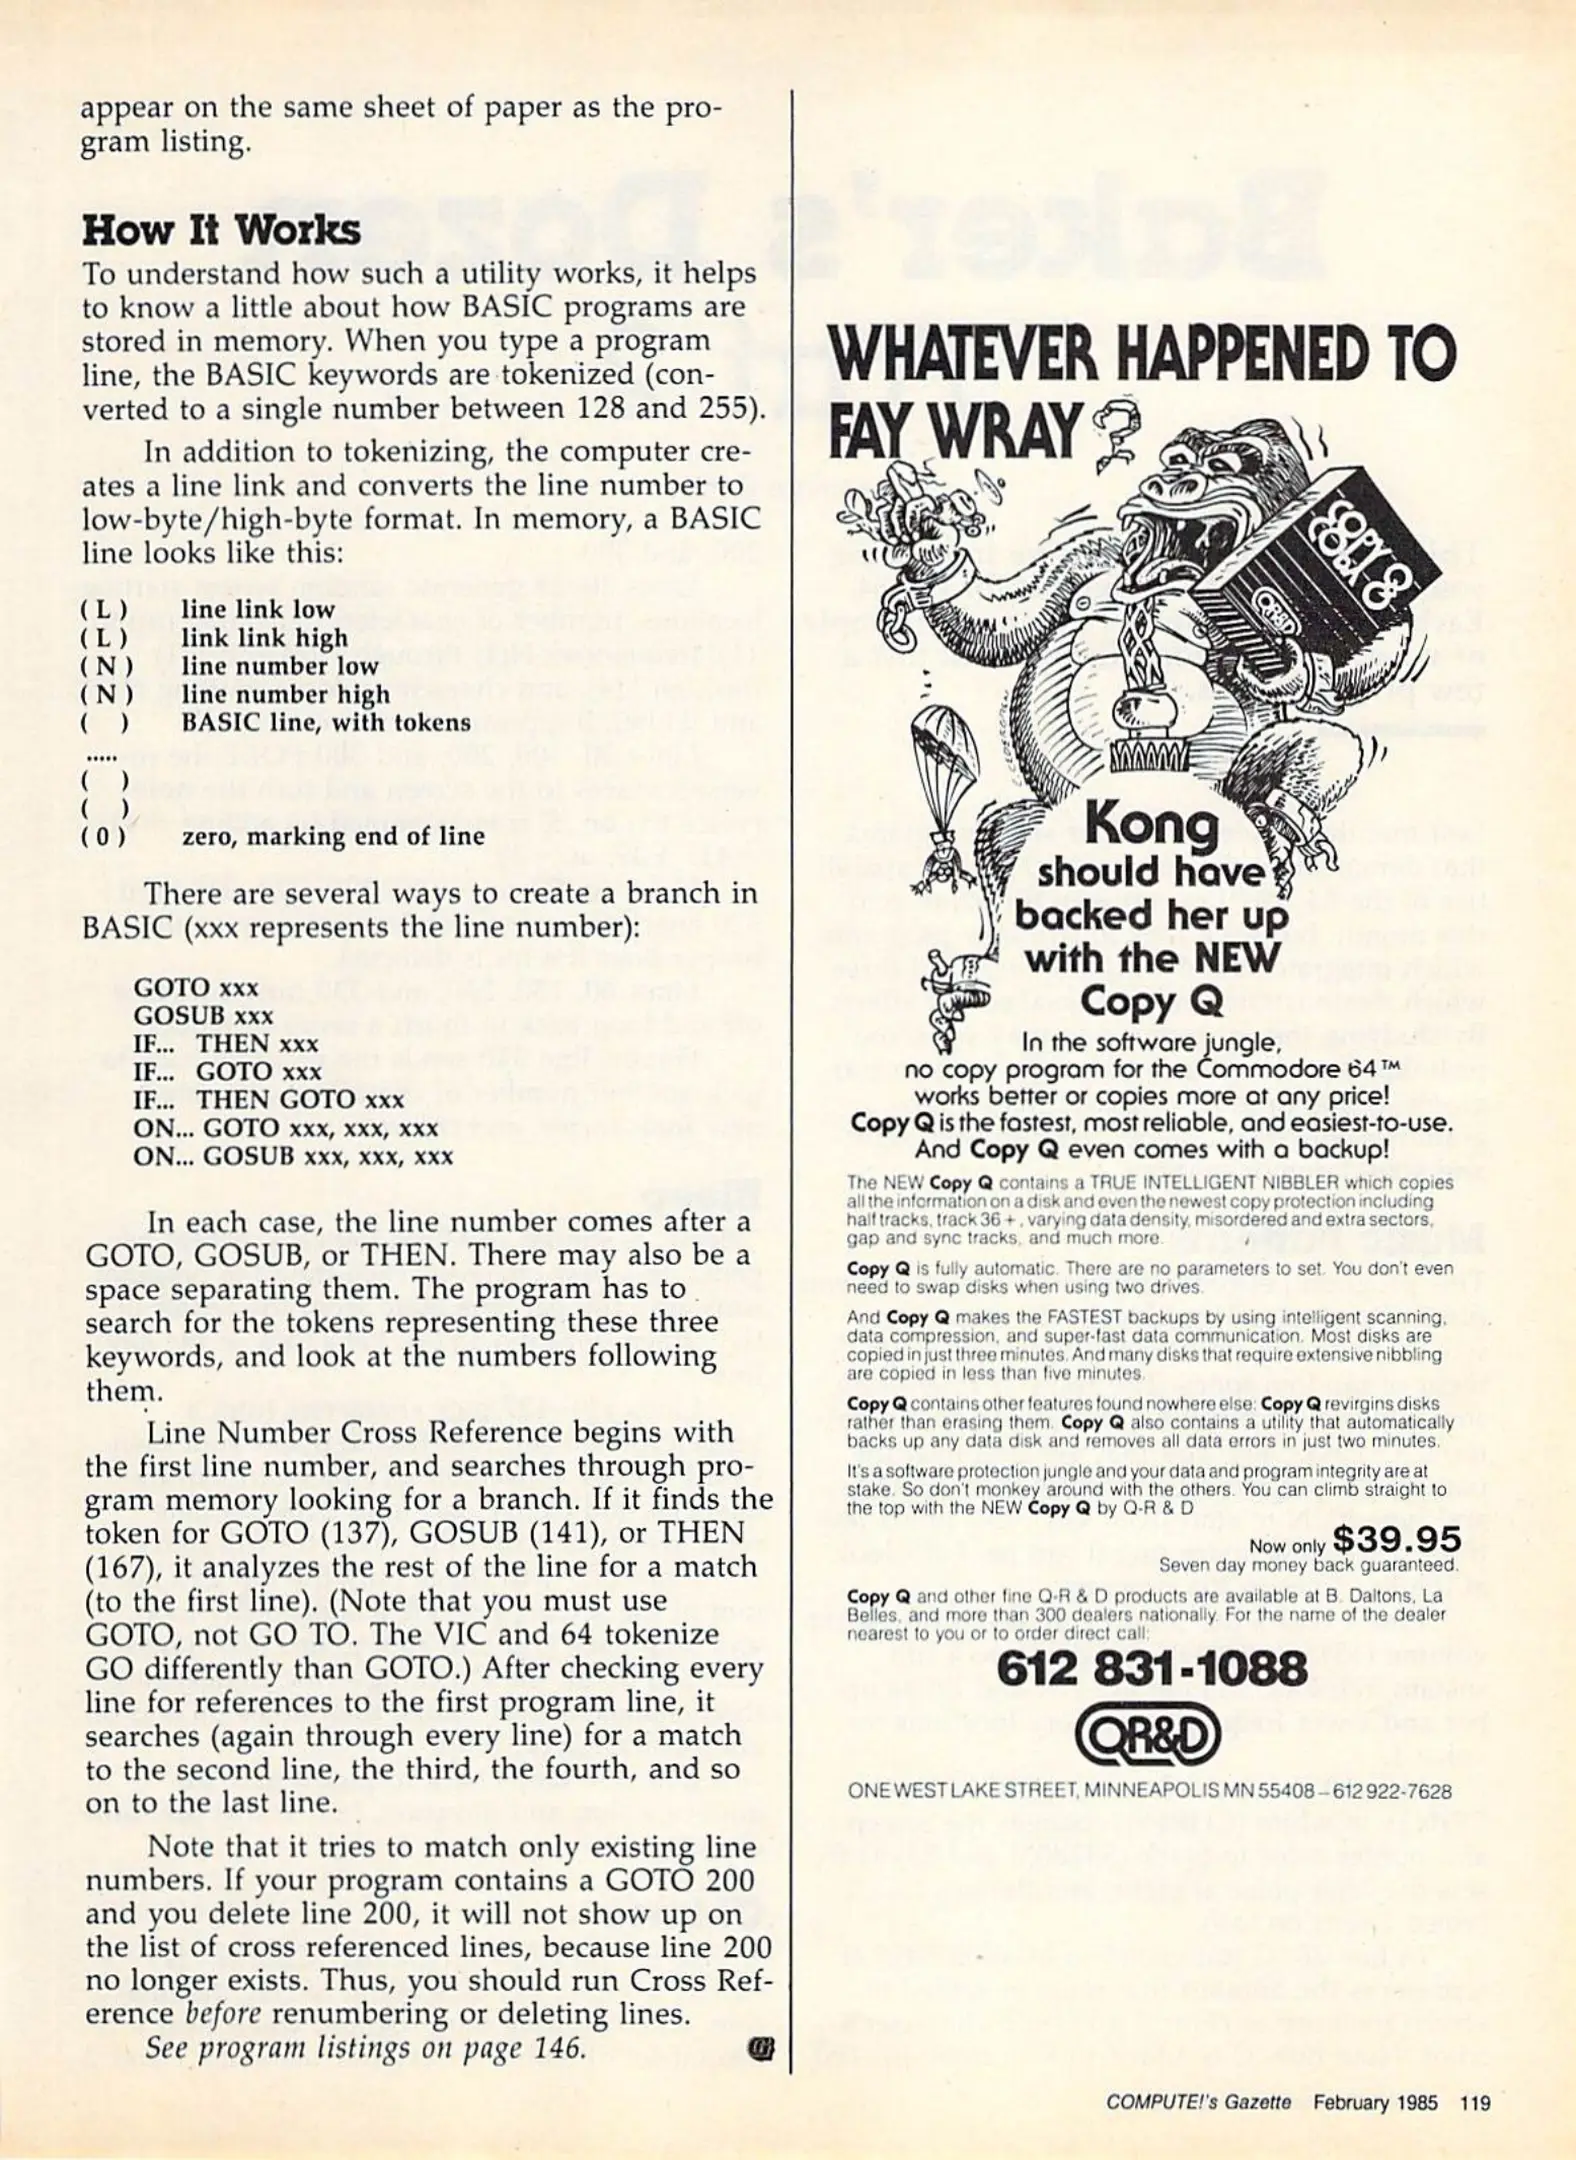 appear on the same sheet of paper as the pro-
gram listing.
How It Works
To understand how such a utility works, it helps
to know a little about how BASIC programs are
stored in memory. When you type a program
line, the BASIC keywords are tokenized (con-
verted to a single number between 128 and 255).
In addition to tokenizing, the computer cre-
ates a line link and converts the line number to
low-byte/high-byte format. In memory, a BASIC
line looks like this:
( L ) line link low
( L ) link link high
( N ) line number low
( N ) line number high
( ) BASIC line, with tokens
.....
( )
( )
( 0 ) zero, marking end of line
There are several ways to create a branch in
BASIC (xxx represents the line number):
GOTO xxx
GOSUB xxx
IF... THEN xxx
IF... GOTO xxx
IF... THEN GOTO xxx
ON... GOTO xxx, xxx, xxx
ON... GOSUB xxx, xxx, xxx
In each case, the line number comes after a
GOTO, GOSUB, or THEN. There may also be a
space separating them. The program has to
search for the tokens representing these three
keywords, and look at the numbers following
them.
Line Number Cross Reference begins with
the first line number, and searches through pro-
gram memory looking for a branch. If it finds the
token for GOTO (137), GOSUB (141), or THEN
(167), it analyzes the rest of the line for a match
(to the first line). (Note that you must use
GOTO, not GO TO. The VIC and 64 tokenize
GO differently than GOTO.) After checking every
line for references to the first program line, it
searches (again through every line) for a match
to the second line, the third, the fourth, and so
on to the last line.
Note that it tries to match only existing line
numbers. If your program contains a GOTO 200
and you delete line 200, it will not show up on
the list of cross referenced lines, because line 200
no longer exists. Thus, you should run Cross Ref-
erence before renumbering or deleting lines.
See program listings on page 146.
WHATEVER HAPPENED TO
FAY WRAY?
COPY Q
QR&D
Kong
should have
backed her up
with the NEW
Copy Q
In the software jungle,
no copy program for the Commodore 64™
works better or copies more at any price!
Copy Q is the fastest, most reliable, and easiest-to-use.
And Copy Q even comes with a backup!
The NEW Copy Q contains a TRUE INTELLIGENT NIBBLER which copies
all the information on a disk and even the newest copy protection including
half tracks, track 36 +, varying data density, misordered and extra sectors,
gap and sync tracks, and much more.
Copy Q is fully automatic. There are no parameters to set. You don't even
need to swap disks when using two drives.
And Copy Q makes the FASTEST backups by using intelligent scanning,
data compression, and super-fast data communication. Most disks are
copied in just three minutes. And many disks that require extensive nibbling
are copied in less than five minutes.
Copy Q contains other features found nowhere else: Copy Q revirgins disks
rather than erasing them. Copy Q also contains a utility that automatically
backs up any data disk and removes all data errors in just two minutes.
It's a software protection jungle and your data and program integrity are at
stake. So don't monkey around with the others. You can climb straight to
the top with the NEW Copy Q by Q-R & D
Now only $39.95
Seven day money back guaranteed.
Copy Q and other fine Q-R & D products are available at B. Daltons, La
Belles, and more than 300 dealers nationally. For the name of the dealer
nearest to you or to order direct call:
612 831-1088
QR&D
ONE WEST LAKE STREET, MINNEAPOLIS MN 55408 – 612 922-7628
COMPUTE!'s Gazette February 1985 119